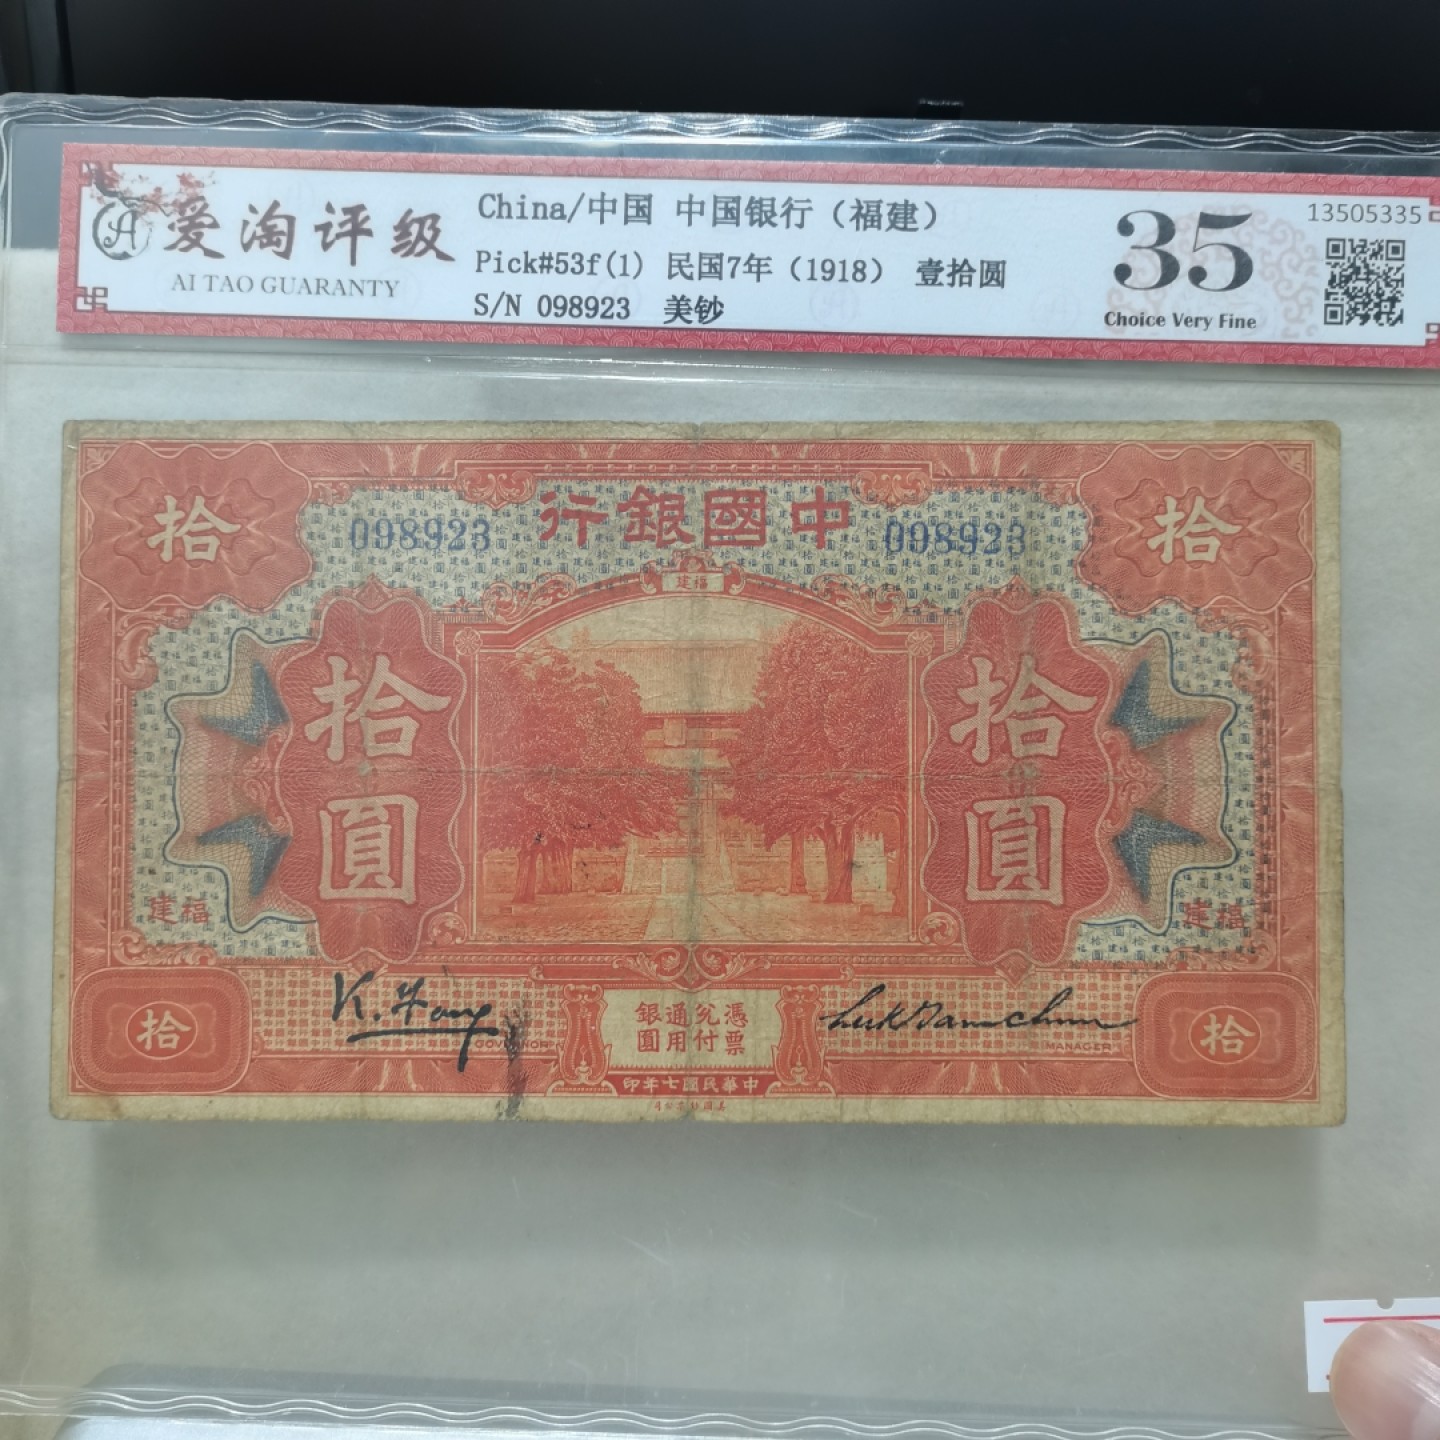 爱淘评级
AI TAO GUARANTY
China/中国 中国银行（福建）
Pick#53f(1) 民国7年（1918） 壹拾圆
S/N 098923 美钞
35
Choice Very Fine
13505335
拾
行銀國中
拾
098923
098923
建福
拾圓
拾圓
建福
建福
K. Fong
GOVERNOR
憑票
兌付
通用
銀圓
MANAGER
拾
拾
印年七國民華中